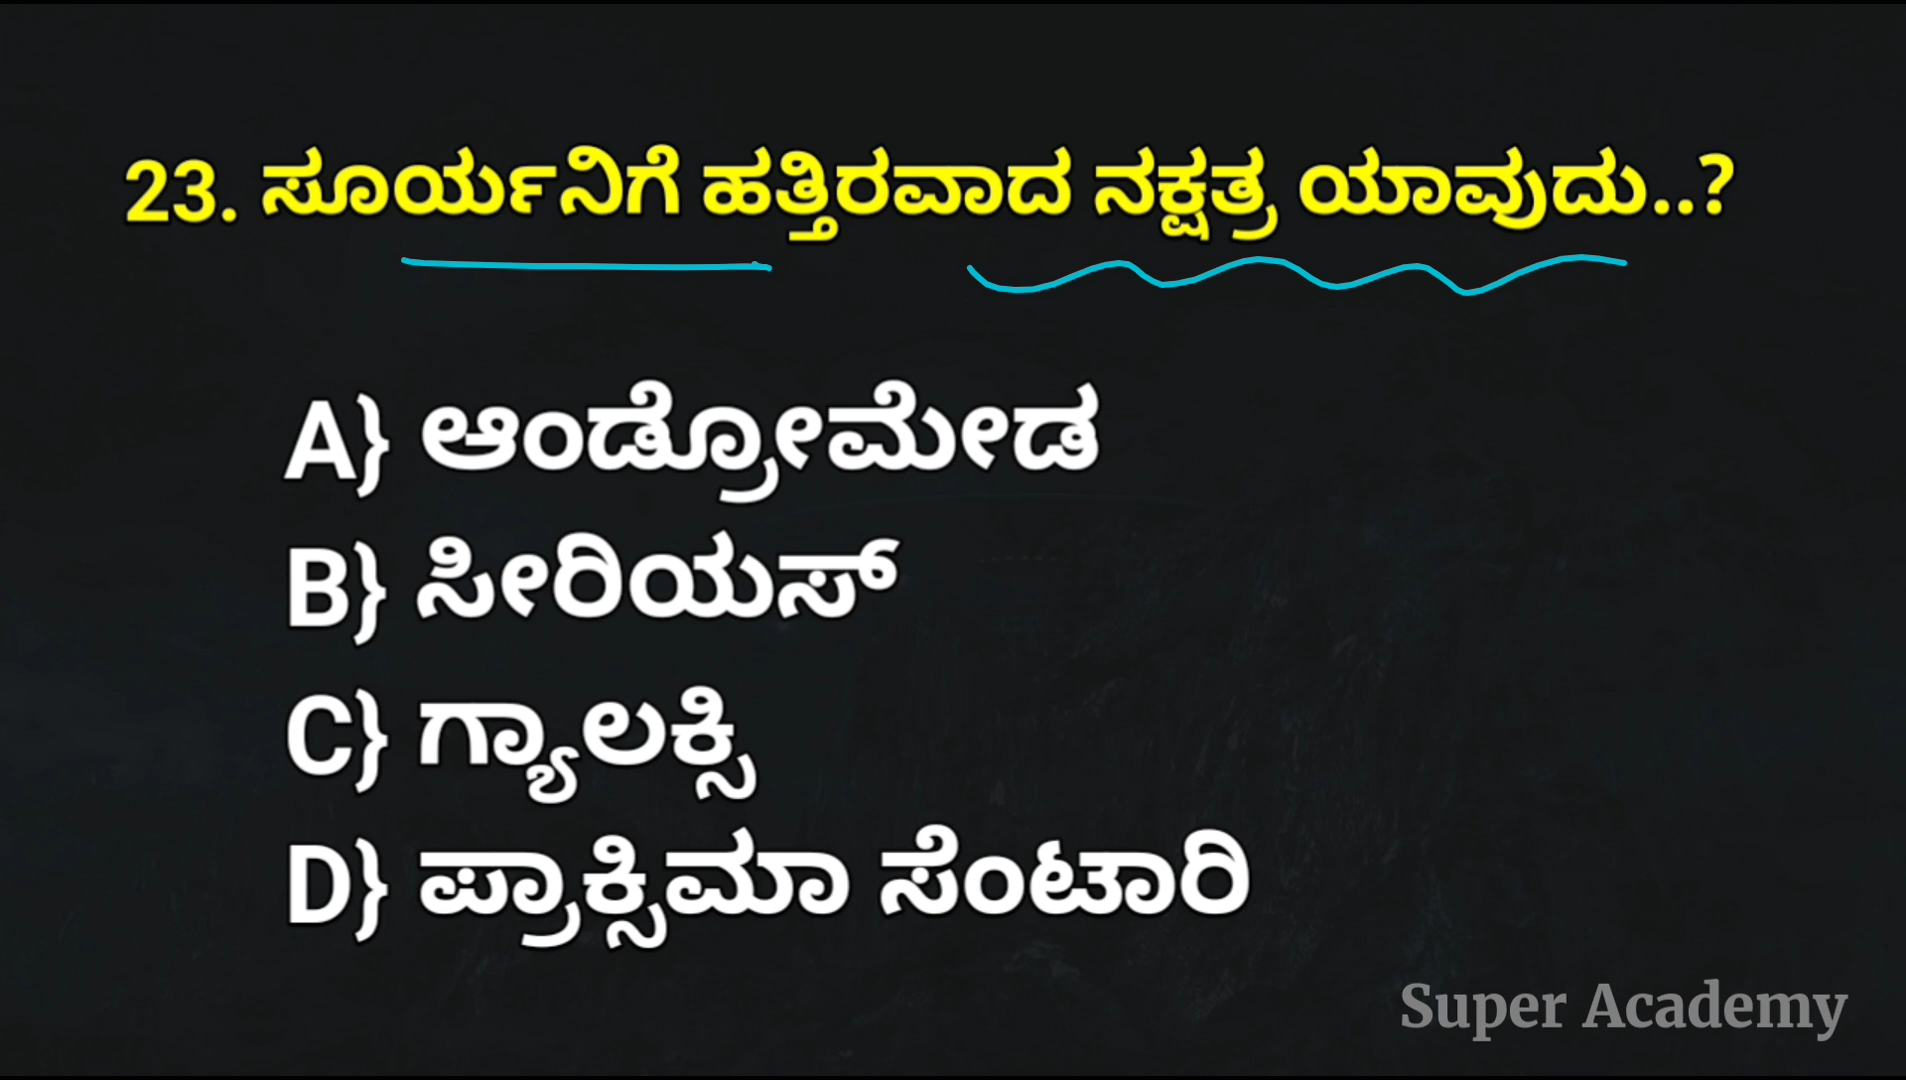 23. ಸೂರ್ಯನಿಗೆ ಹತ್ತಿರವಾದ ನಕ್ಷತ್ರ ಯಾವುದು..?
A} ಆಂಡ್ರೋಮೇಡ
B} ಸೀರಿಯಸ್
C} ಗ್ಯಾಲಕ್ಸಿ
D} ಪ್ರಾಕ್ಸಿಮಾ ಸೆಂಟಾರಿ
Super Academy